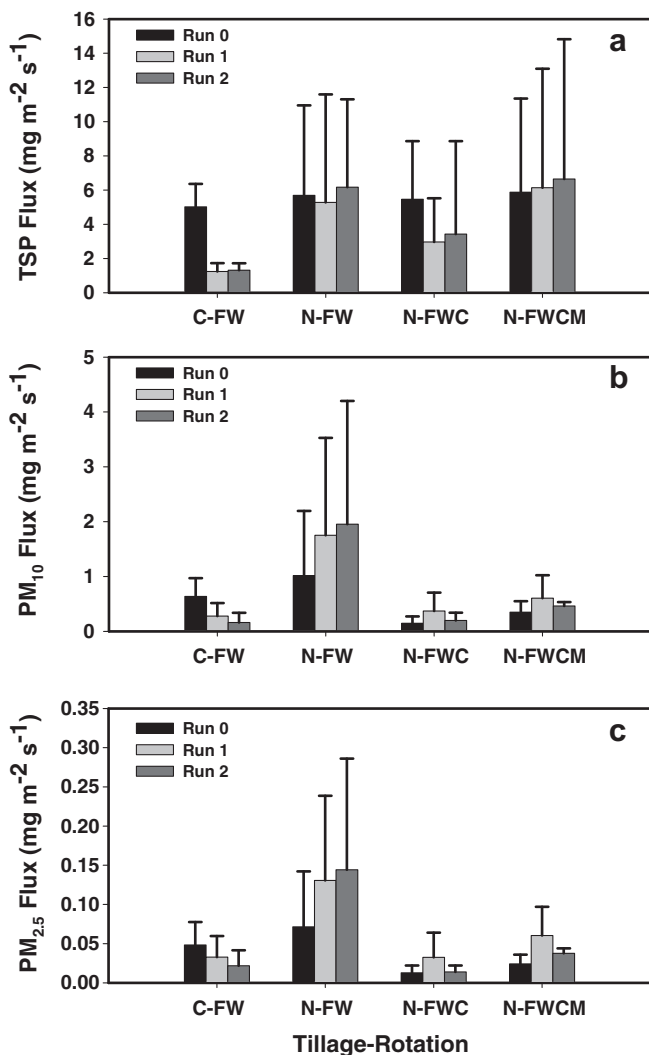 a
Run 0
Run 1
Run 2
TSP Flux (mg m⁻² s⁻¹)
16
14
12
10
8
6
4
2
0
C-FW N-FW N-FWC N-FWCM
b
Run 0
Run 1
Run 2
PM₁₀ Flux (mg m⁻² s⁻¹)
5
4
3
2
1
0
C-FW N-FW N-FWC N-FWCM
c
Run 0
Run 1
Run 2
PM₂.₅ Flux (mg m⁻² s⁻¹)
0.35
0.30
0.25
0.20
0.15
0.10
0.05
0.00
C-FW N-FW N-FWC N-FWCM
Tillage-Rotation